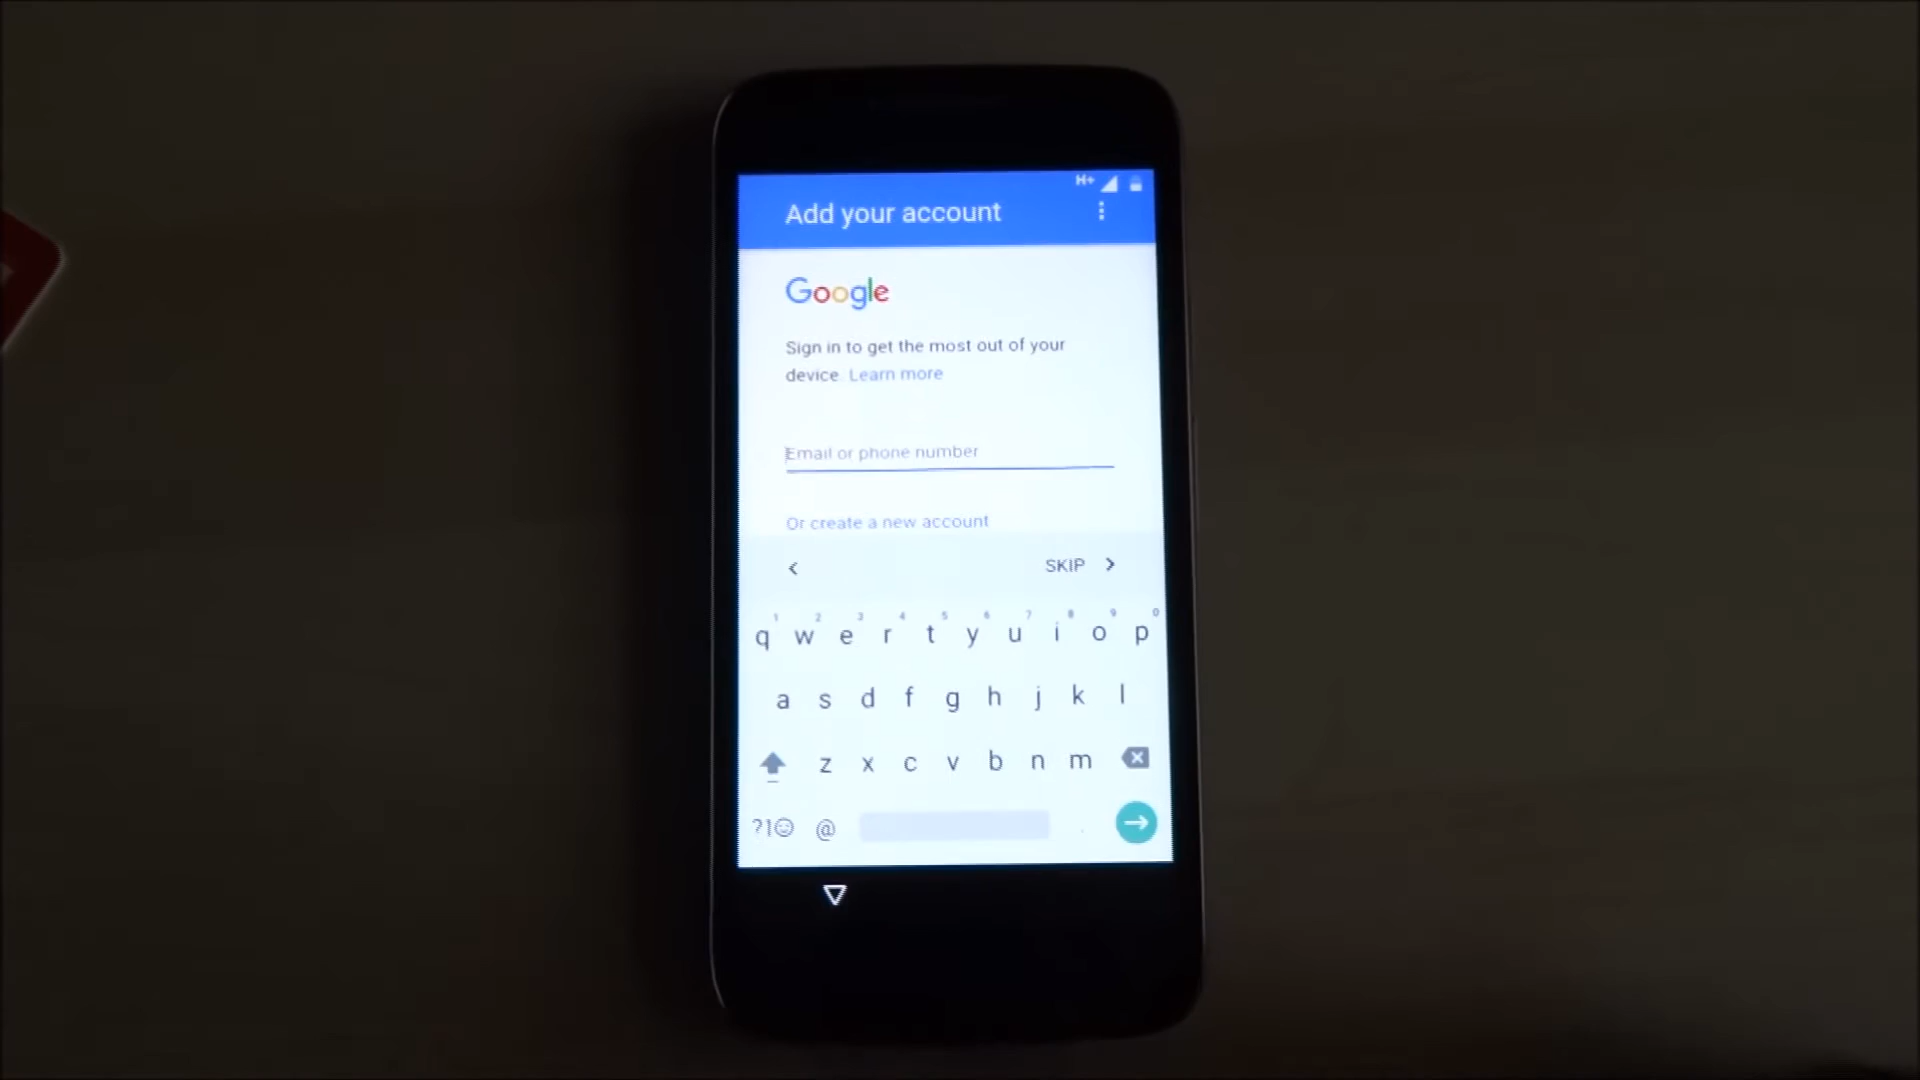 H+
Add your account
Google
Sign in to get the most out of your
device. Learn more
Email or phone number
Or create a new account
SKIP
1 2 3 4 5 6 7 8 9 0
q w e r t y u i o p
a s d f g h j k l
z x c v b n m
?1☺ @ .